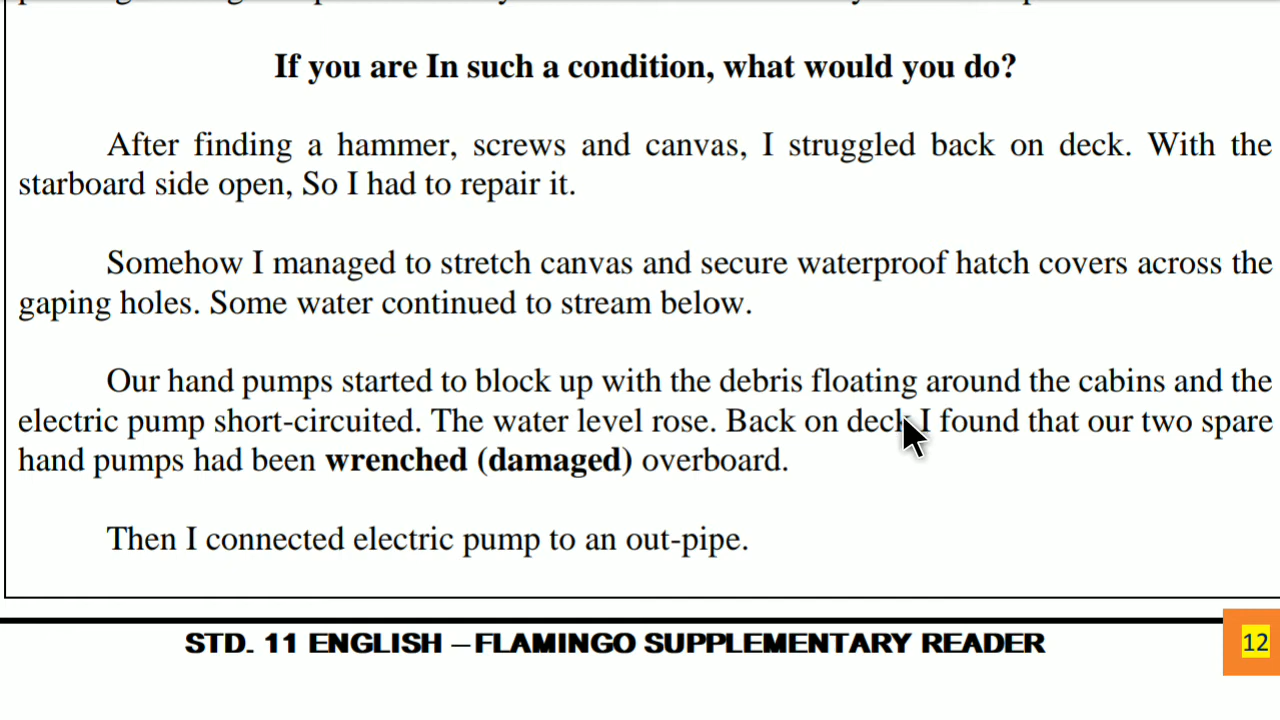 If you are In such a condition, what would you do?
After finding a hammer, screws and canvas, I struggled back on deck. With the
starboard side open, So I had to repair it.
Somehow I managed to stretch canvas and secure waterproof hatch covers across the
gaping holes. Some water continued to stream below.
Our hand pumps started to block up with the debris floating around the cabins and the
electric pump short-circuited. The water level rose. Back on deck I found that our two spare
hand pumps had been wrenched (damaged) overboard.
Then I connected electric pump to an out-pipe.
STD. 11 ENGLISH – FLAMINGO SUPPLEMENTARY READER
12